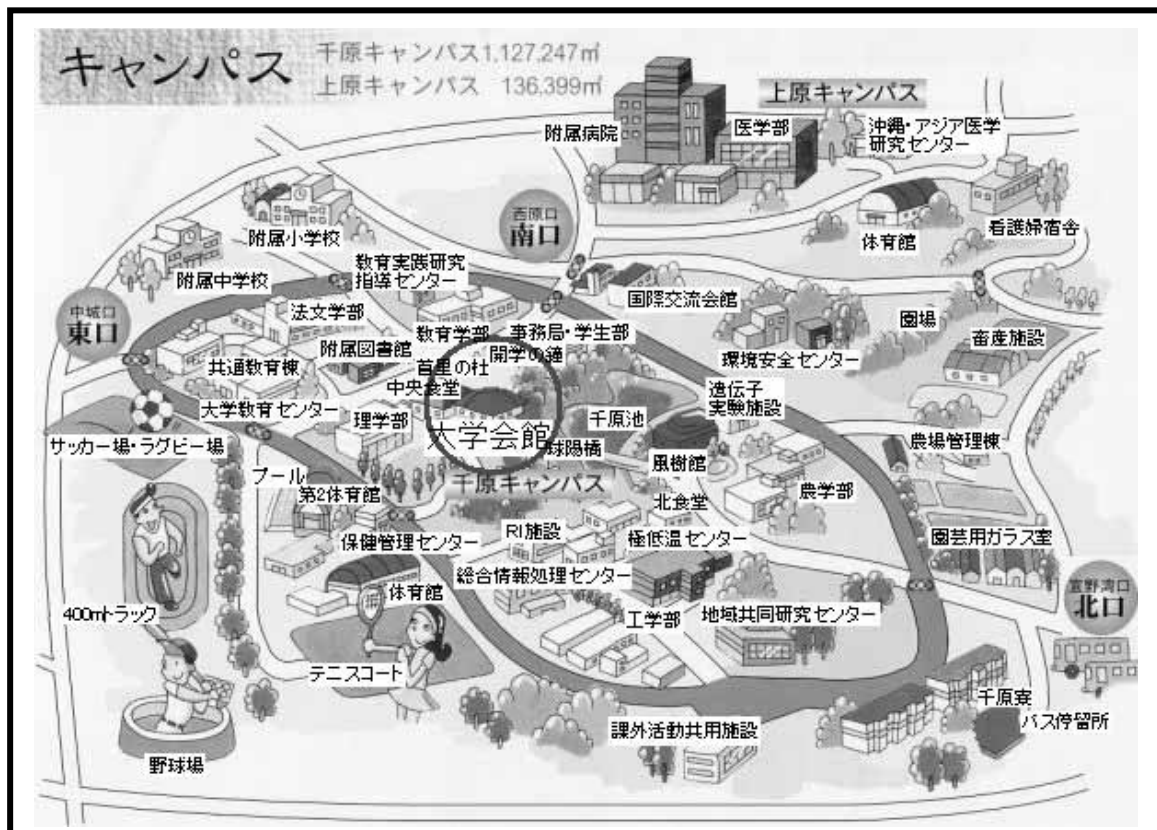 キャンパス
千原キャンパス1,127,247㎡
上原キャンパス 136,399㎡
上原キャンパス
附属病院
医学部
沖縄・アジア医学
研究センター
体育館
看護婦宿舎
附属小学校
附属中学校
西原口
南口
教育実践研究
指導センター
国際交流会館
園場
畜産施設
環境安全センター
中城口
東口
法文学部
教育学部
事務局・学生部
附属図書館
開学の鐘
共通教育棟
首里の杜
中央食堂
大学教育センター
理学部
大学会館
千原池
遺伝子
実験施設
球陽橋
風樹館
農場管理棟
サッカー場・ラグビー場
プール
第2体育館
千原キャンパス
北食堂
農学部
保健管理センター
RI施設
極低温センター
園芸用ガラス室
総合情報処理センター
体育館
400mトラック
工学部
地域共同研究センター
宜野湾口
北口
テニスコート
千原寮
バス停留所
課外活動共用施設
野球場